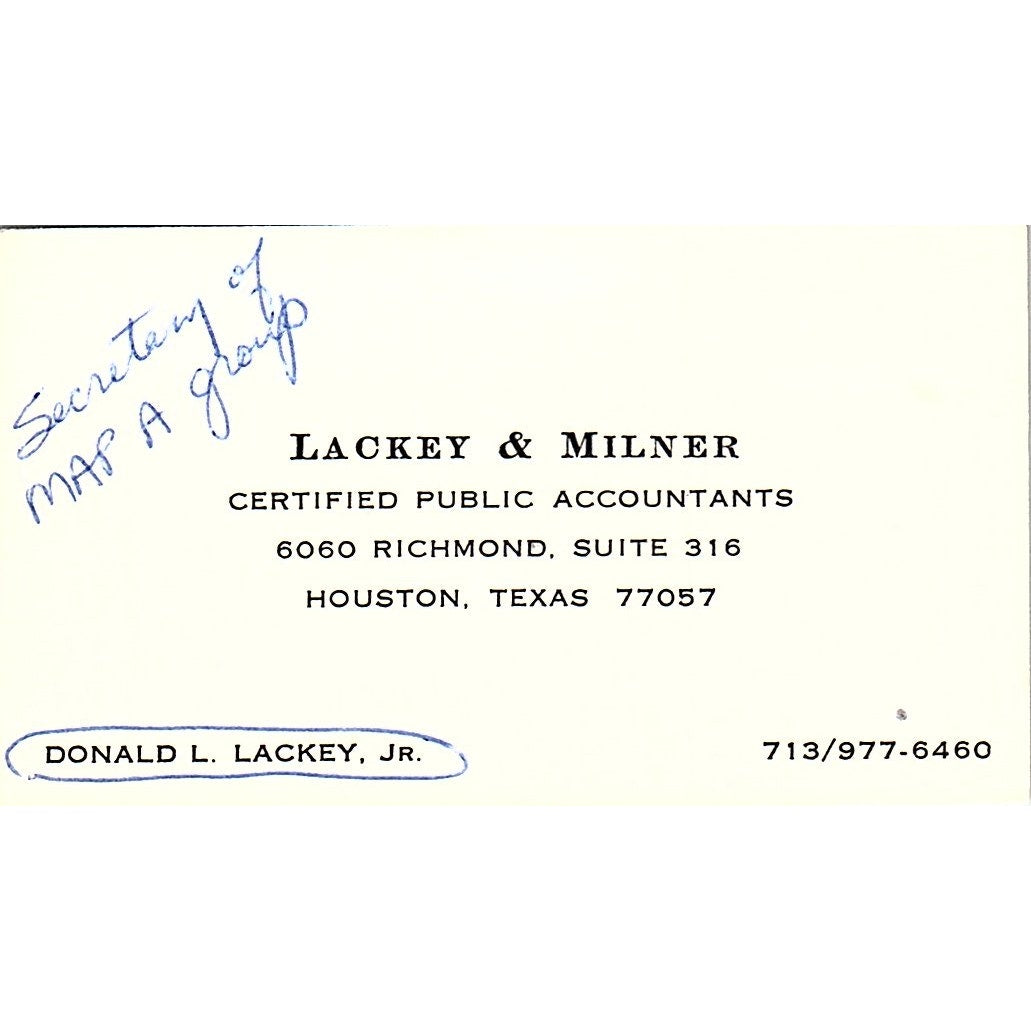 Secretary of
MAP A group
LACKEY & MILNER
CERTIFIED PUBLIC ACCOUNTANTS
6060 RICHMOND, SUITE 316
HOUSTON, TEXAS 77057
DONALD L. LACKEY, JR.
713/977-6460